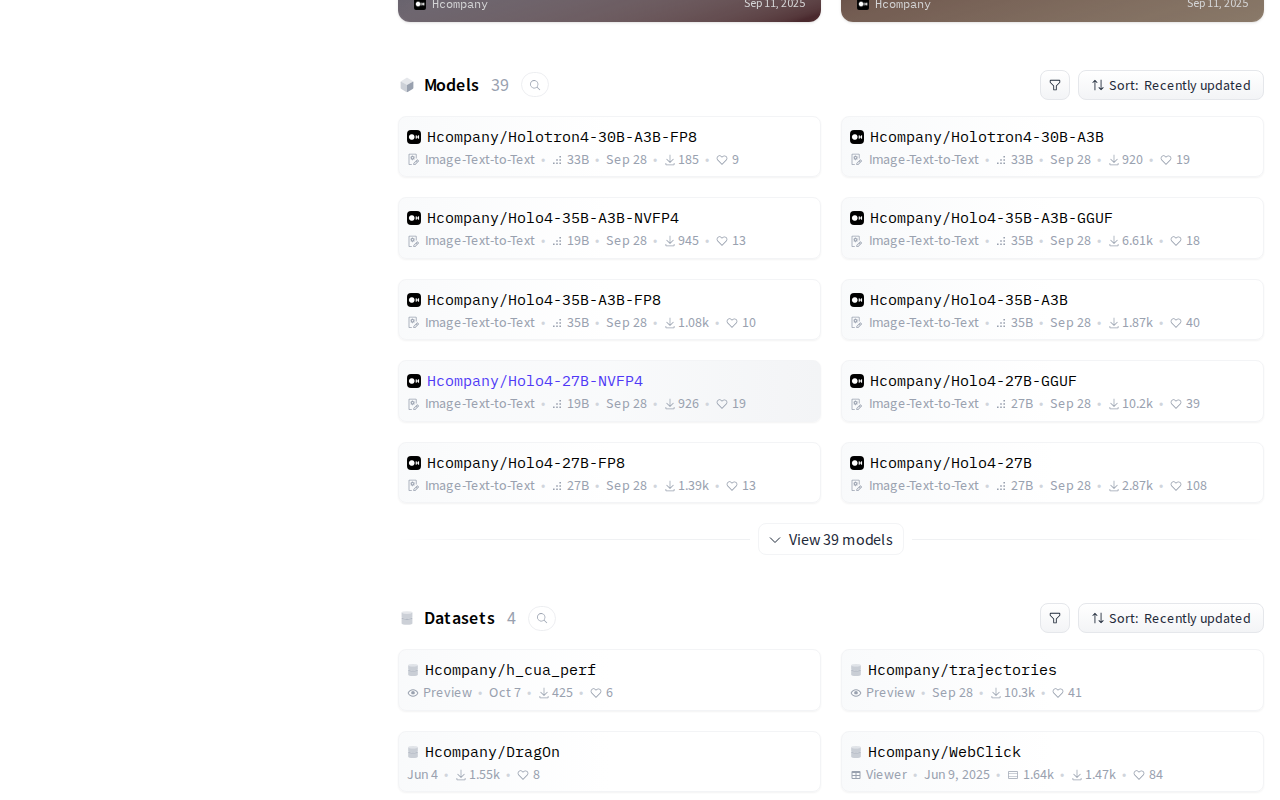 Hcompany Sep 11, 2025
Hcompany Sep 11, 2025
Models 39
Sort: Recently updated
Hcompany/Holotron4-30B-A3B-FP8
Image-Text-to-Text • 33B • Sep 28 • 185 • 9
Hcompany/Holotron4-30B-A3B
Image-Text-to-Text • 33B • Sep 28 • 920 • 19
Hcompany/Holo4-35B-A3B-NVFP4
Image-Text-to-Text • 19B • Sep 28 • 945 • 13
Hcompany/Holo4-35B-A3B-GGUF
Image-Text-to-Text • 35B • Sep 28 • 6.61k • 18
Hcompany/Holo4-35B-A3B-FP8
Image-Text-to-Text • 35B • Sep 28 • 1.08k • 10
Hcompany/Holo4-35B-A3B
Image-Text-to-Text • 35B • Sep 28 • 1.87k • 40
Hcompany/Holo4-27B-NVFP4
Image-Text-to-Text • 19B • Sep 28 • 926 • 19
Hcompany/Holo4-27B-GGUF
Image-Text-to-Text • 27B • Sep 28 • 10.2k • 39
Hcompany/Holo4-27B-FP8
Image-Text-to-Text • 27B • Sep 28 • 1.39k • 13
Hcompany/Holo4-27B
Image-Text-to-Text • 27B • Sep 28 • 2.87k • 108
View 39 models
Datasets 4
Sort: Recently updated
Hcompany/h_cua_perf
Preview • Oct 7 • 425 • 6
Hcompany/trajectories
Preview • Sep 28 • 10.3k • 41
Hcompany/DragOn
Jun 4 • 1.55k • 8
Hcompany/WebClick
Viewer • Jun 9, 2025 • 1.64k • 1.47k • 84